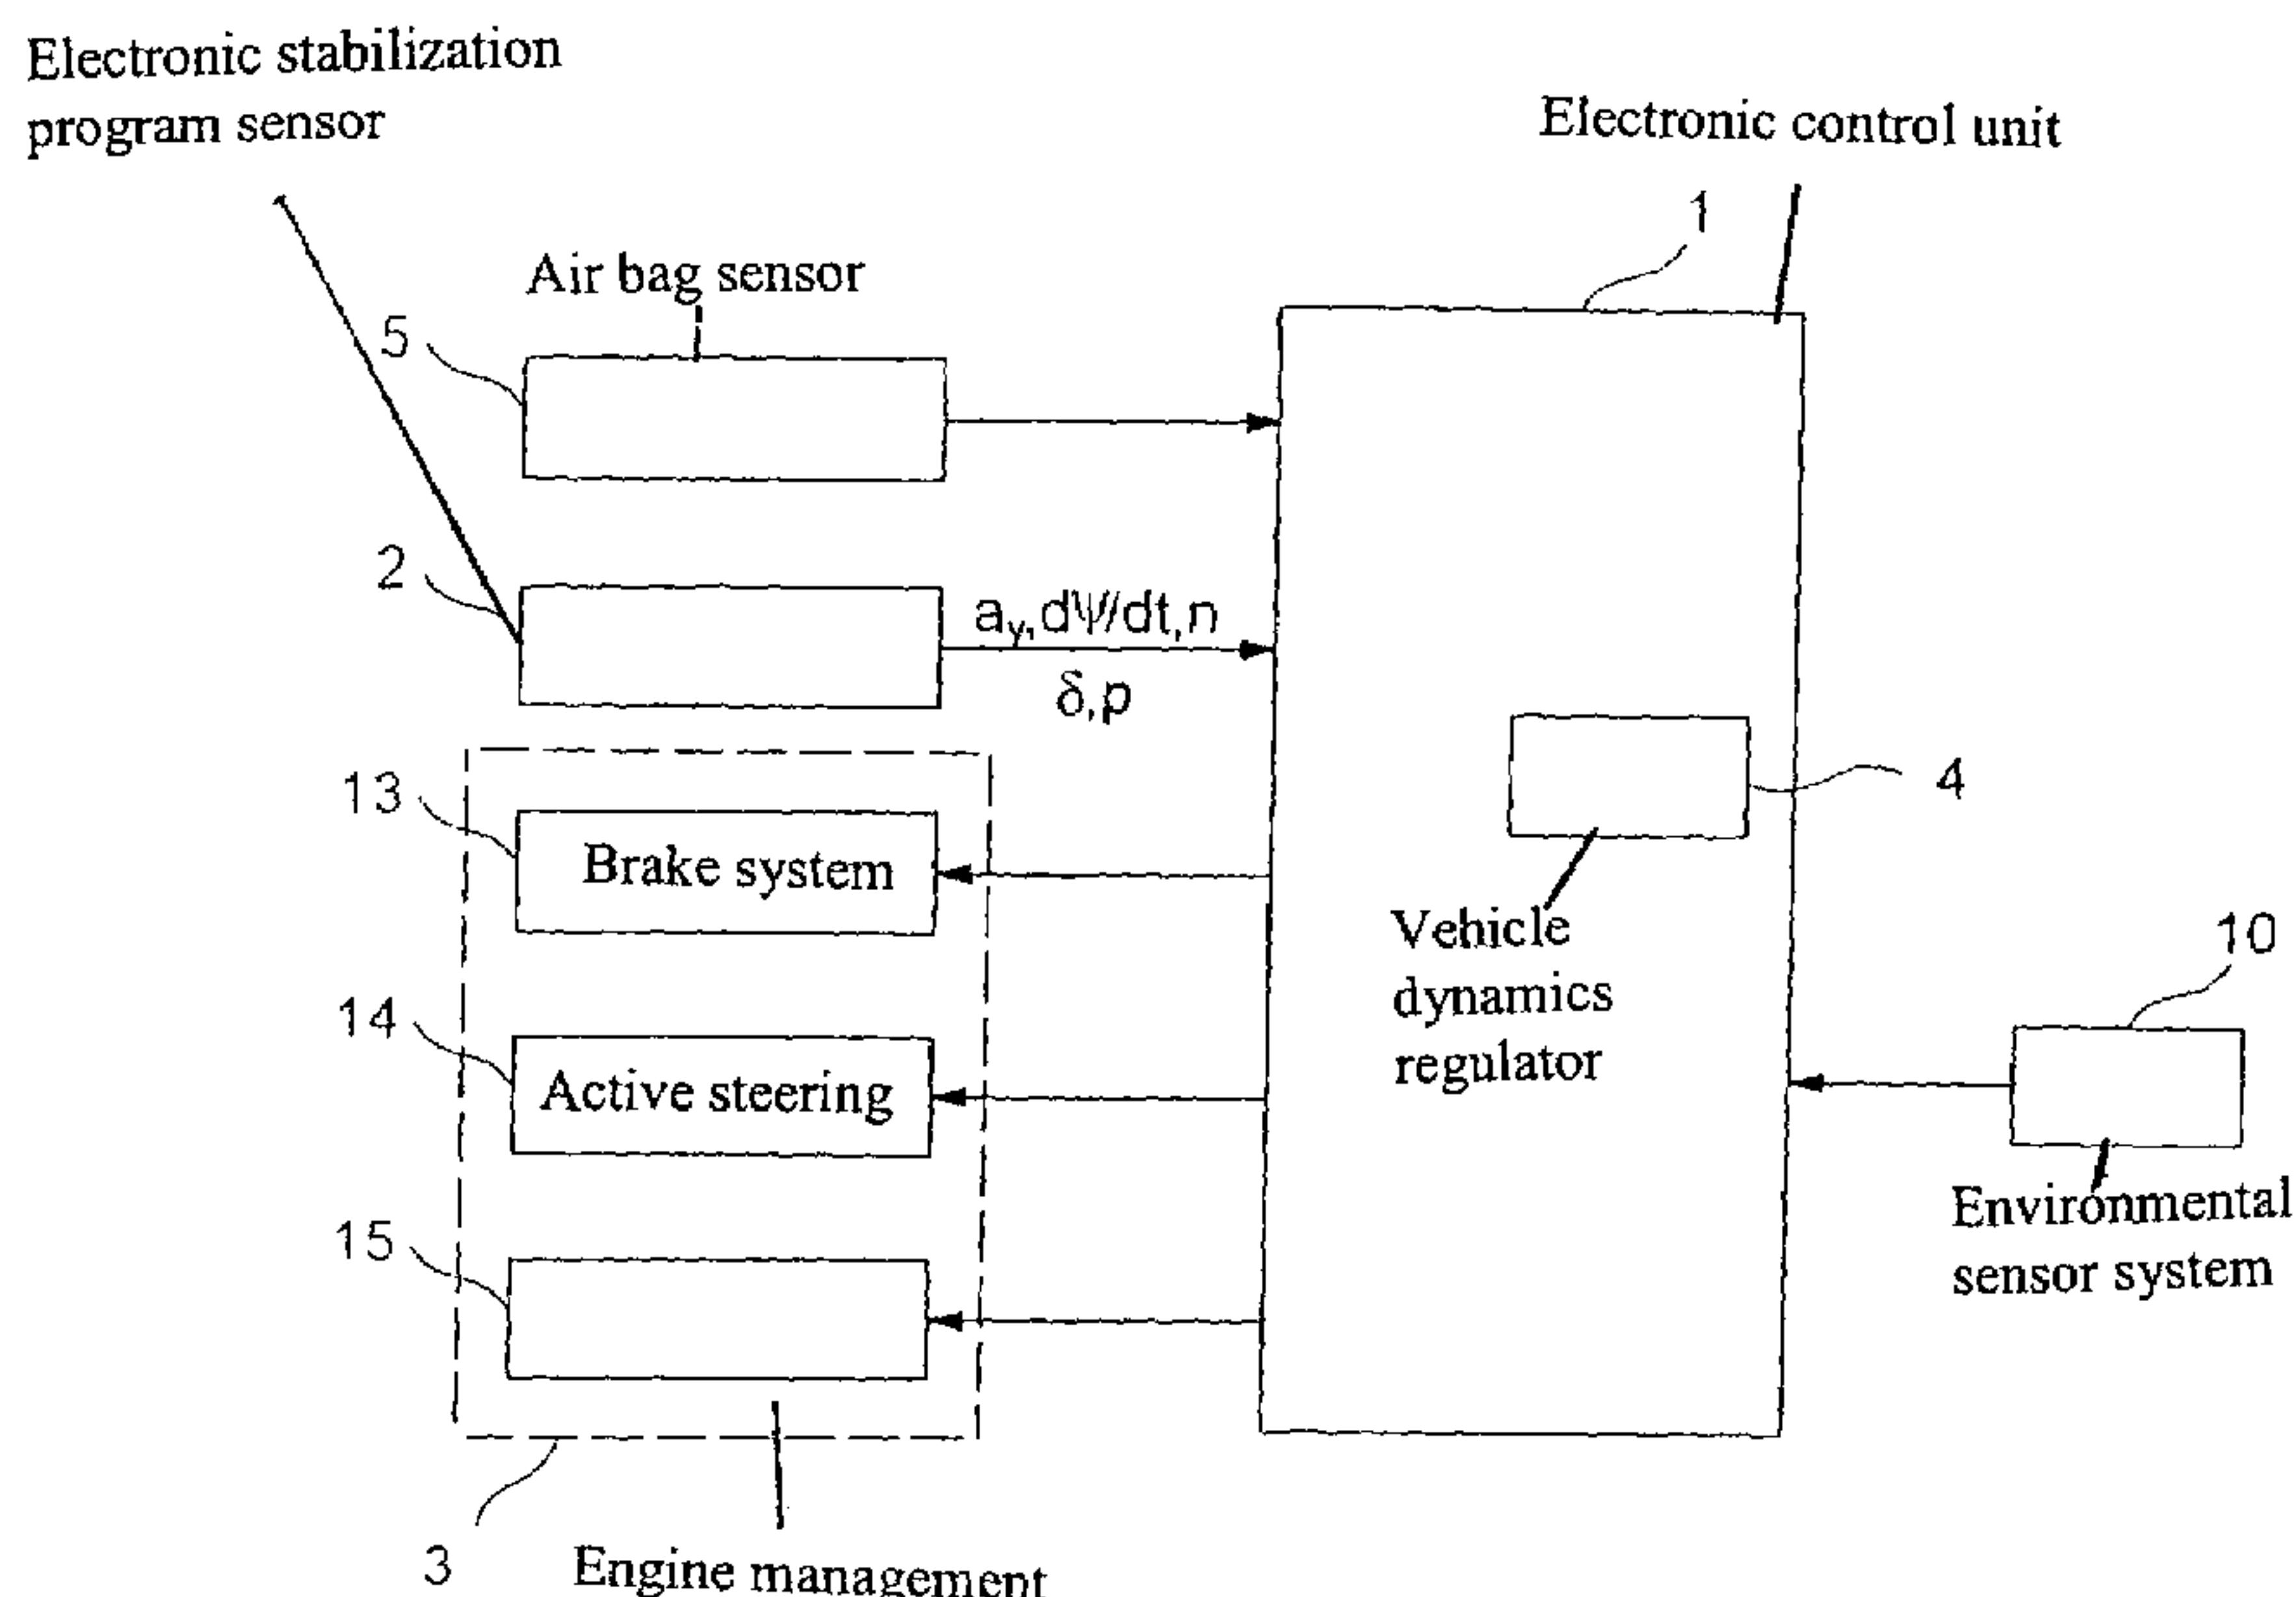 Electronic stabilization
program sensor
Electronic control unit
1
Air bag sensor
5
2
a_y, dψ/dt, n
δ, p
13
Brake system
4
Vehicle
dynamics
regulator
10
14
Active steering
Environmental
sensor system
15
3
Engine management